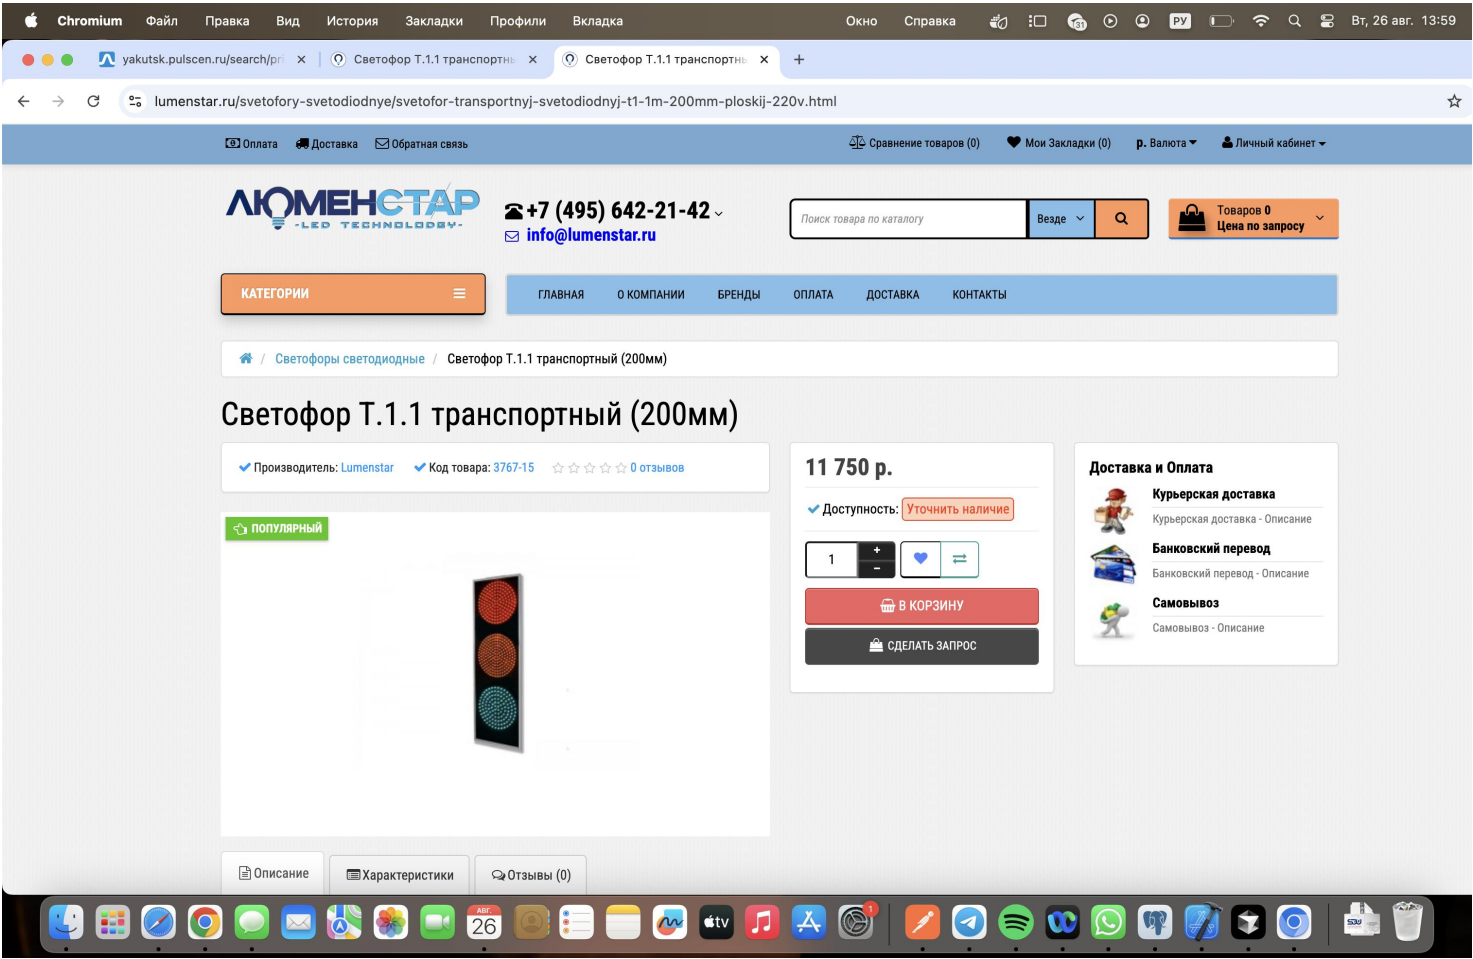 Chromium Файл Правка Вид История Закладки Профили Вкладка Окно Справка РУ Вт, 26 авг. 13:59
yakutsk.pulscen.ru/search/pri Светофор Т.1.1 транспортны Светофор Т.1.1 транспортны
lumenstar.ru/svetofory-svetodiodnye/svetofor-transportnyj-svetodiodnyj-t1-1m-200mm-ploskij-220v.html
Оплата Доставка Обратная связь Сравнение товаров (0) Мои Закладки (0) р. Валюта Личный кабинет
ЛЮМЕНСТАР
-LED TECHNOLOGY-
+7 (495) 642-21-42
info@lumenstar.ru
Поиск товара по каталогу Везде
Товаров 0
Цена по запросу
КАТЕГОРИИ ГЛАВНАЯ О КОМПАНИИ БРЕНДЫ ОПЛАТА ДОСТАВКА КОНТАКТЫ
/ Светофоры светодиодные / Светофор Т.1.1 транспортный (200мм)
Светофор Т.1.1 транспортный (200мм)
Производитель: Lumenstar Код товара: 3767-15 0 отзывов
ПОПУЛЯРНЫЙ
11 750 р.
Доступность: Уточнить наличие
1 + -
В КОРЗИНУ
СДЕЛАТЬ ЗАПРОС
Доставка и Оплата
Курьерская доставка
Курьерская доставка - Описание
Банковский перевод
Банковский перевод - Описание
Самовывоз
Самовывоз - Описание
Описание Характеристики Отзывы (0)
АВГ.
26
tv
1